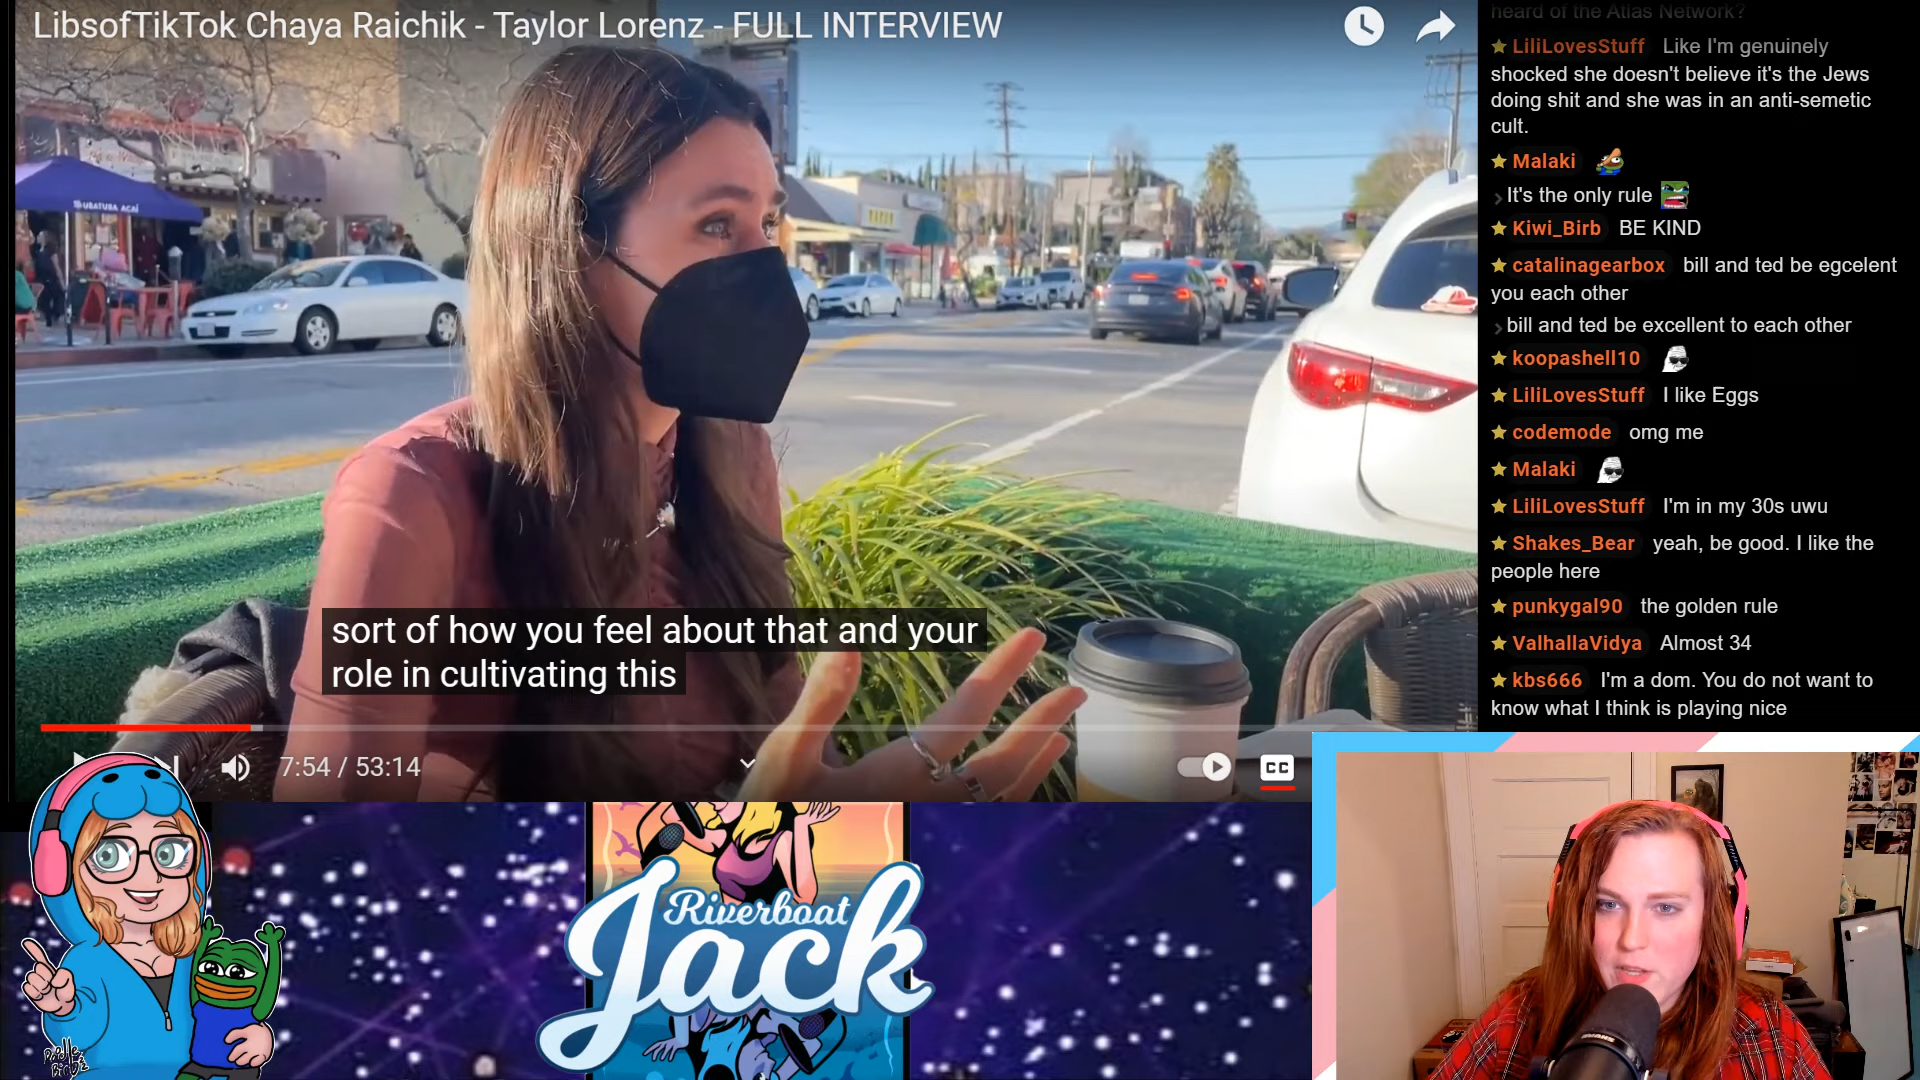 LibsofTikTok Chaya Raichik - Taylor Lorenz - FULL INTERVIEW
UBATUBA AÇAÍ
sort of how you feel about that and your
role in cultivating this
7:54 / 53:14
CC
heard of the Atlas Network?
LiliLovesStuff Like I'm genuinely
shocked she doesn't believe it's the Jews
doing shit and she was in an anti-semetic
cult.
Malaki
It's the only rule
Kiwi_Birb BE KIND
catalinagearbox bill and ted be egcelent
you each other
bill and ted be excellent to each other
koopashell10
LiliLovesStuff I like Eggs
codemode omg me
Malaki
LiliLovesStuff I'm in my 30s uwu
Shakes_Bear yeah, be good. I like the
people here
punkygal90 the golden rule
ValhallaVidya Almost 34
kbs666 I'm a dom. You do not want to
know what I think is playing nice
Riverboat
Jack